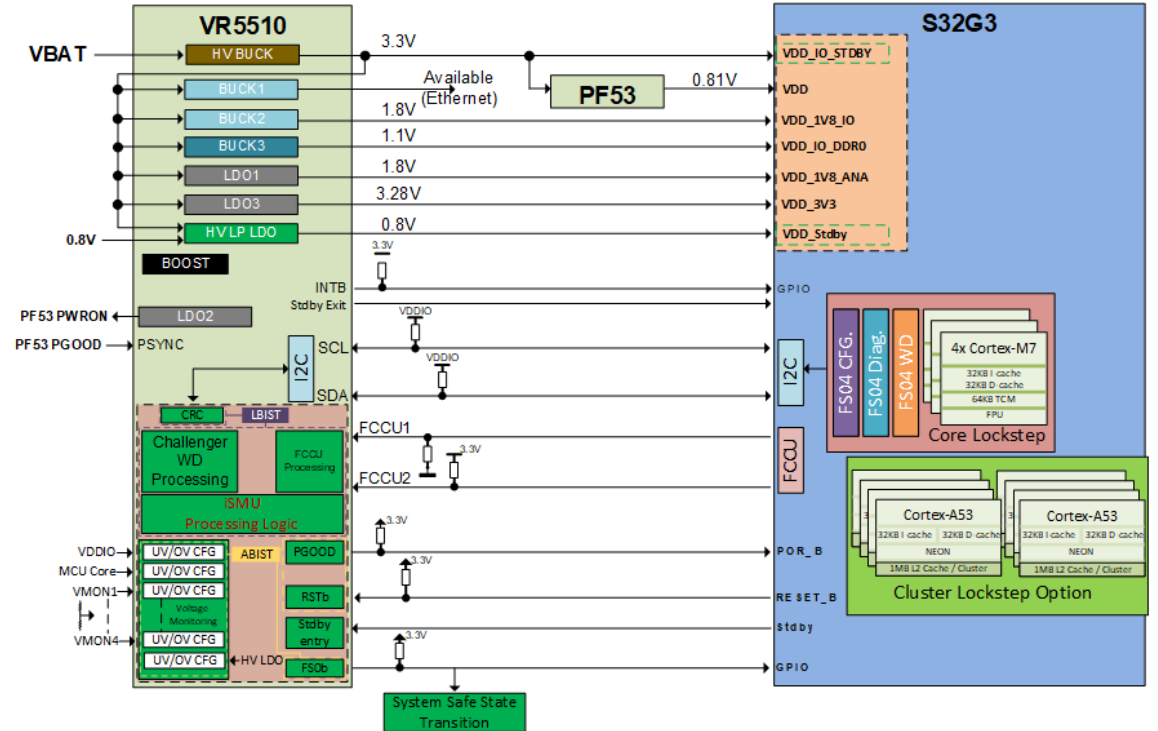 VR5510
S32G3
VBAT
HV BUCK
3.3V
VDD_IO_STDBY
BUCK1
Available
(Ethernet)
PF53
0.81V
VDD
BUCK2
1.8V
VDD_1V8_IO
BUCK3
1.1V
VDD_IO_DDR0
LDO1
1.8V
VDD_1V8_ANA
LDO3
3.28V
VDD_3V3
0.8V
HV LP LDO
0.8V
VDD_Stdby
BOOST
3.3V
INTB
GPIO
Stdby Exit
PF53 PWRON
LDO2
VDDIO
PF53 PGOOD
PSYNC
I2C
SCL
VDDIO
SDA
I2C
FS04 CFG.
FS04 Diag.
FS04 WD
4x Cortex-M7
32KB I-cache
32KB D-cache
64KB TCM
FPU
Core Lockstep
CRC
LBIST
Challenger
WD
Processing
FCCU
Processing
iSMU
Processing Logic
FCCU1
3.3V
FCCU2
FCCU
Cortex-A53
32KB I-cache 32KB D-cache
NEON
1MB L2 Cache / Cluster
3
Cortex-A53
32KB I-cache 32KB D-cache
NEON
1MB L2 Cache / Cluster
Cluster Lockstep Option
VDDIO
UV/OV CFG
ABIST
PGOOD
3.3V
POR_B
MCU Core
UV/OV CFG
VMON1
UV/OV CFG
RSTb
3.3V
RESET_B
Voltage
Monitoring
Stdby
entry
Stdby
VMON4
UV/OV CFG
3.3V
UV/OV CFG
HV LDO
FS0b
GPIO
System Safe State
Transition